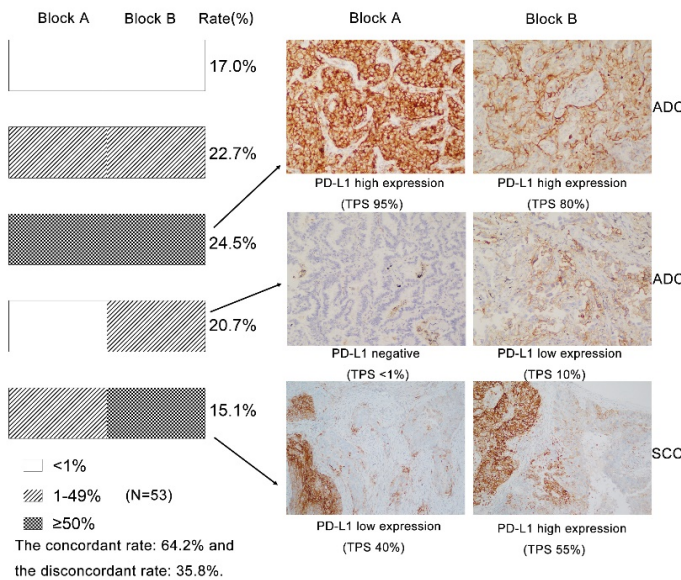 Block A Block B Rate(%) Block A Block B
17.0%
ADC
22.7%
PD-L1 high expression PD-L1 high expression
(TPS 95%) (TPS 80%)
24.5%
ADC
20.7%
PD-L1 negative PD-L1 low expression
(TPS <1%) (TPS 10%)
15.1%
SCC
<1%
1-49% (N=53)
≥50%
PD-L1 low expression PD-L1 high expression
(TPS 40%) (TPS 55%)
The concordant rate: 64.2% and
the disconcordant rate: 35.8%.